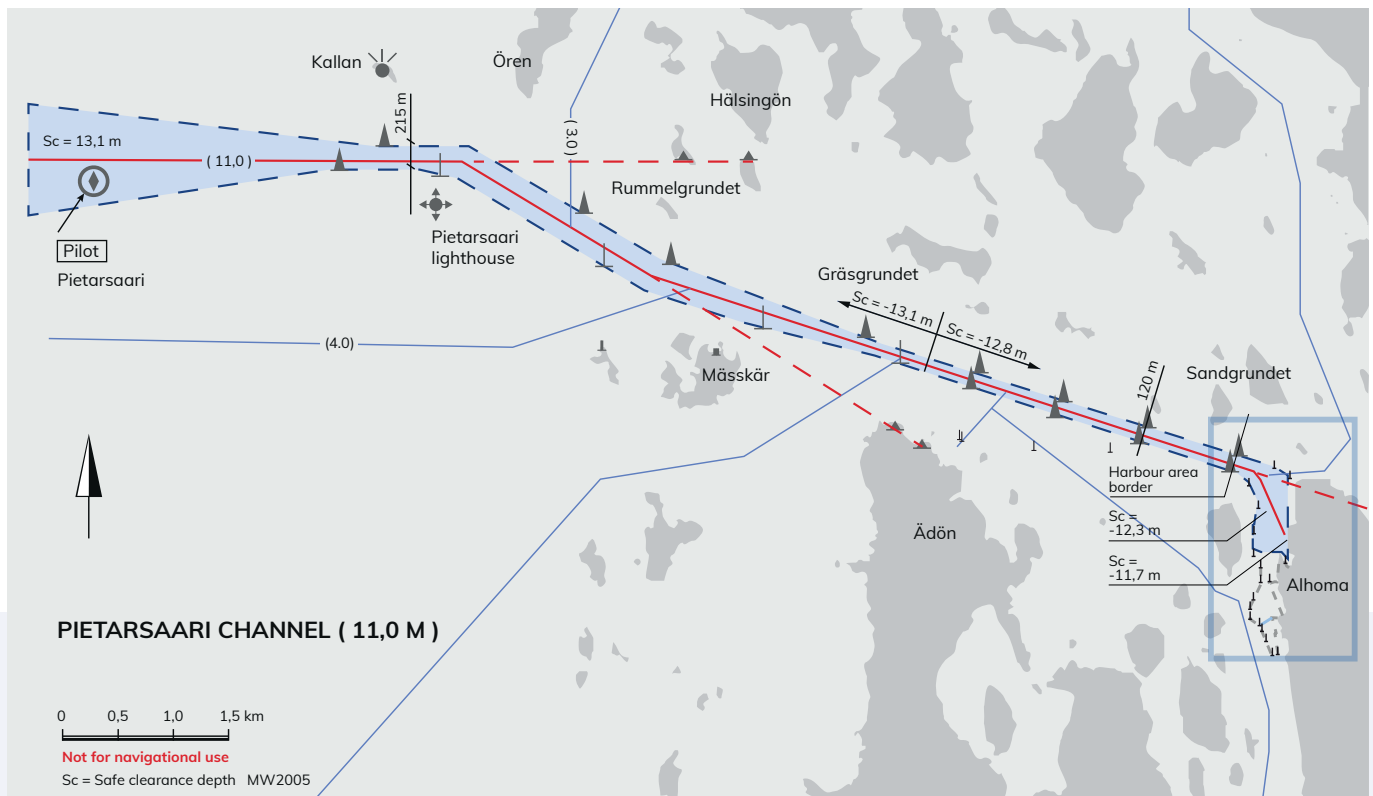 Kallan
Ören
Hälsingön
215 m
Sc = 13,1 m
( 11,0 )
( 3.0 )
Rummelgrundet
Pilot
Pietarsaari
Pietarsaari
lighthouse
Gräsgrundet
Sc = -13,1 m
Sc = -12,8 m
(4.0)
Mässkär
120 m
Sandgrundet
Harbour area
border
Sc =
-12,3 m
Sc =
-11,7 m
Ädön
Alhoma
PIETARSAARI CHANNEL ( 11,0 M )
0 0,5 1,0 1,5 km
Not for navigational use
Sc = Safe clearance depth MW2005